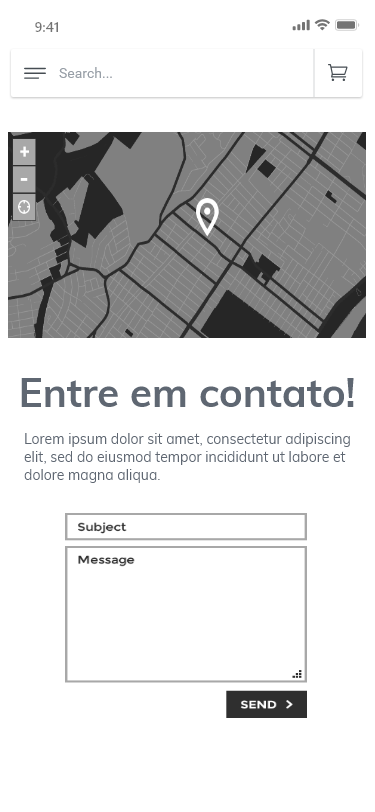 9:41
Search...
Entre em contato!
Lorem ipsum dolor sit amet, consectetur adipiscing
elit, sed do eiusmod tempor incididunt ut labore et
dolore magna aliqua.
Subject
Message
SEND